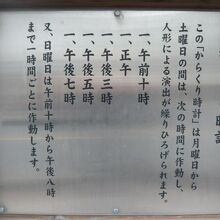 時計
この「からくり時計」は月曜日から
土曜日の間は、次の時間に作動し、
人形による演出が繰りひろげられます。
一、午前十時
一、正午
一、午後三時
一、午後五時
一、午後七時
又、日曜日は午前十時から午後八時
まで一時間ごとに作動します。